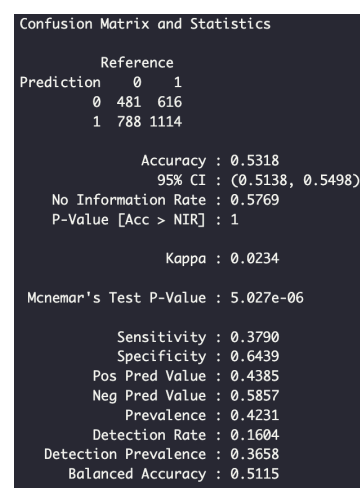 Confusion Matrix and Statistics
Reference
Prediction 0 1
0 481 616
1 788 1114
Accuracy : 0.5318
95% CI : (0.5138, 0.5498)
No Information Rate : 0.5769
P-Value [Acc > NIR] : 1
Kappa : 0.0234
Mcnemar's Test P-Value : 5.027e-06
Sensitivity : 0.3790
Specificity : 0.6439
Pos Pred Value : 0.4385
Neg Pred Value : 0.5857
Prevalence : 0.4231
Detection Rate : 0.1604
Detection Prevalence : 0.3658
Balanced Accuracy : 0.5115